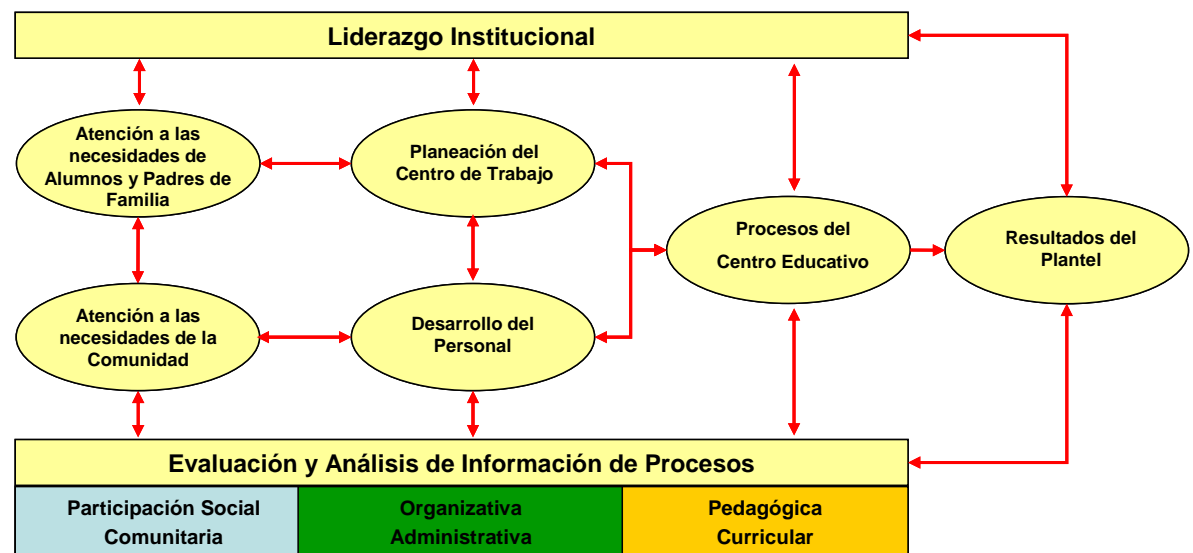 Liderazgo Institucional
Atención a las
necesidades de
Alumnos y Padres de
Familia
Planeación del
Centro de Trabajo
Procesos del
Centro Educativo
Resultados del
Plantel
Atención a las
necesidades de la
Comunidad
Desarrollo del
Personal
Evaluación y Análisis de Información de Procesos
Participación Social
Comunitaria
Organizativa
Administrativa
Pedagógica
Curricular